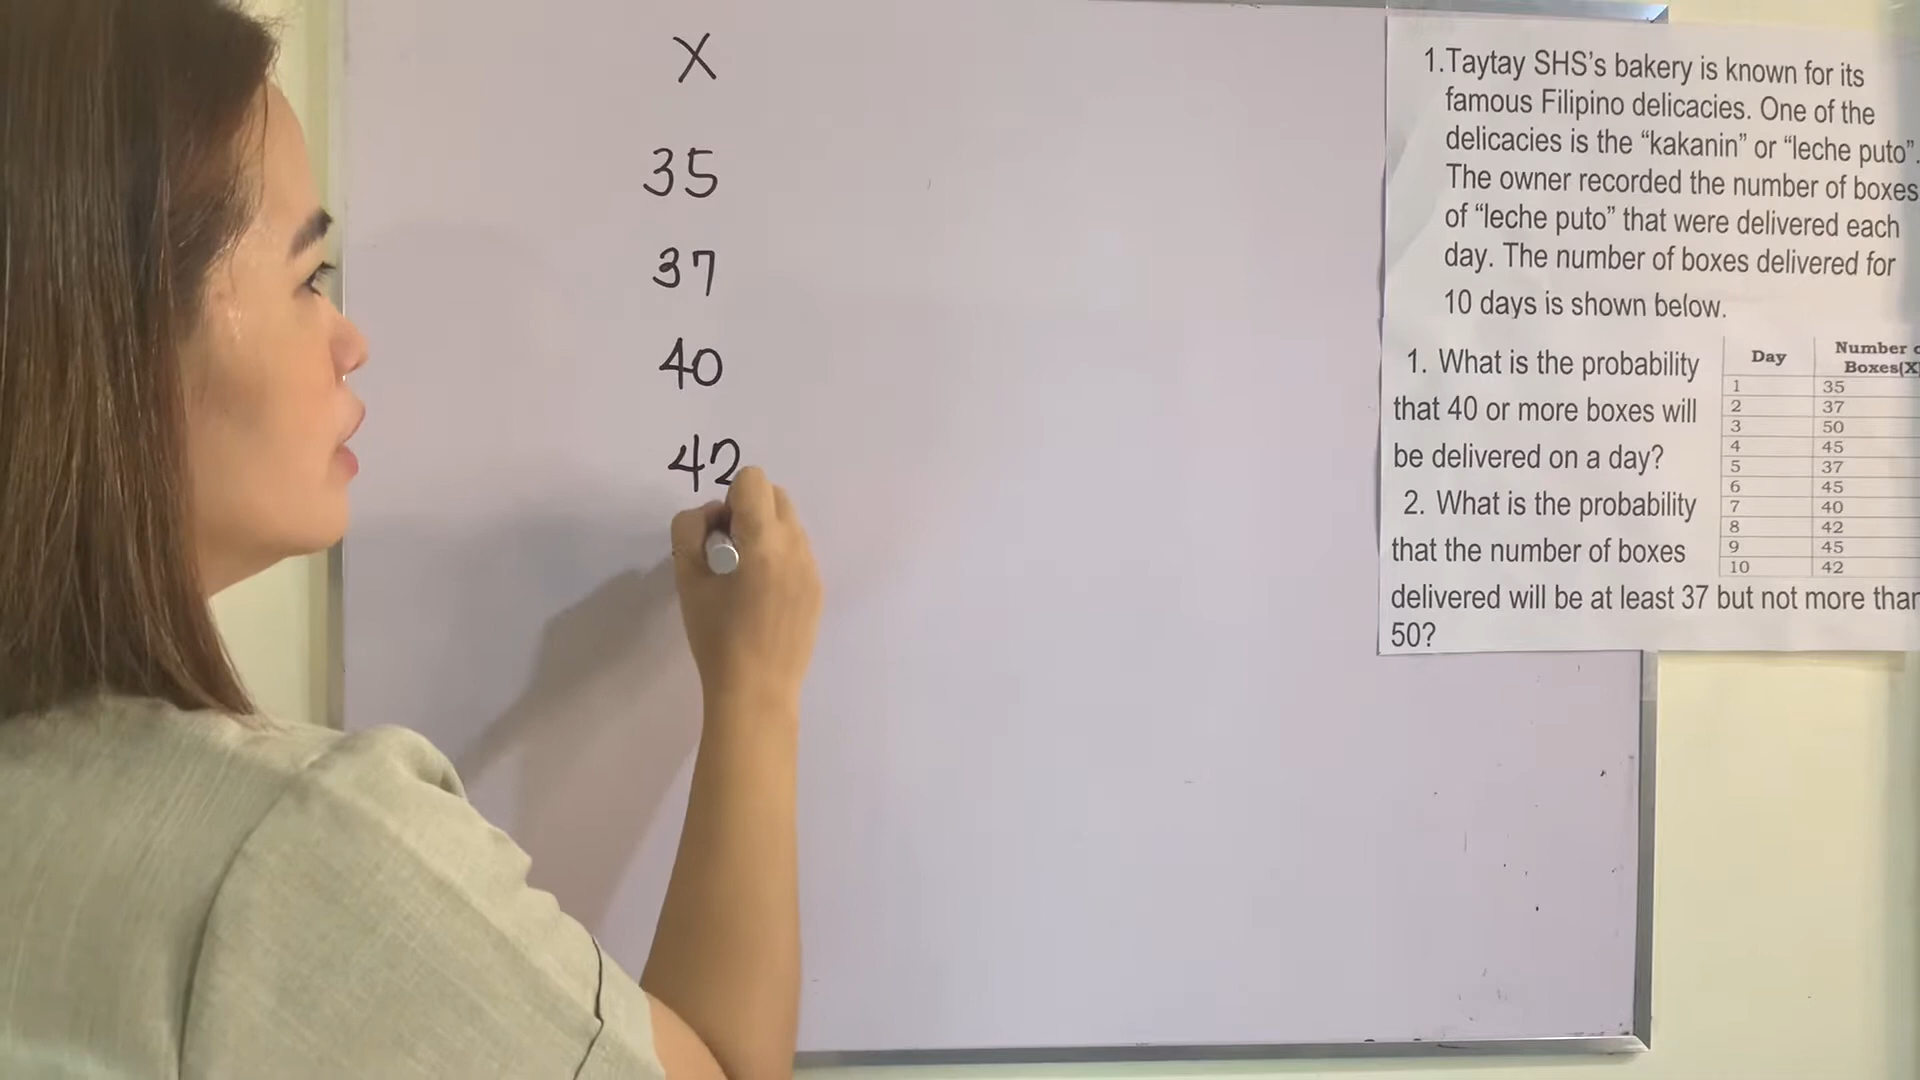 X
35
37
40
42
1.Taytay SHS's bakery is known for its
famous Filipino delicacies. One of the
delicacies is the “kakanin” or “leche puto”.
The owner recorded the number of boxes
of “leche puto” that were delivered each
day. The number of boxes delivered for
10 days is shown below.
1. What is the probability
that 40 or more boxes will
be delivered on a day?
2. What is the probability
that the number of boxes
delivered will be at least 37 but not more than
50?
Day Number
Boxes(X
1 35
2 37
3 50
4 45
5 37
6 45
7 40
8 42
9 45
10 42